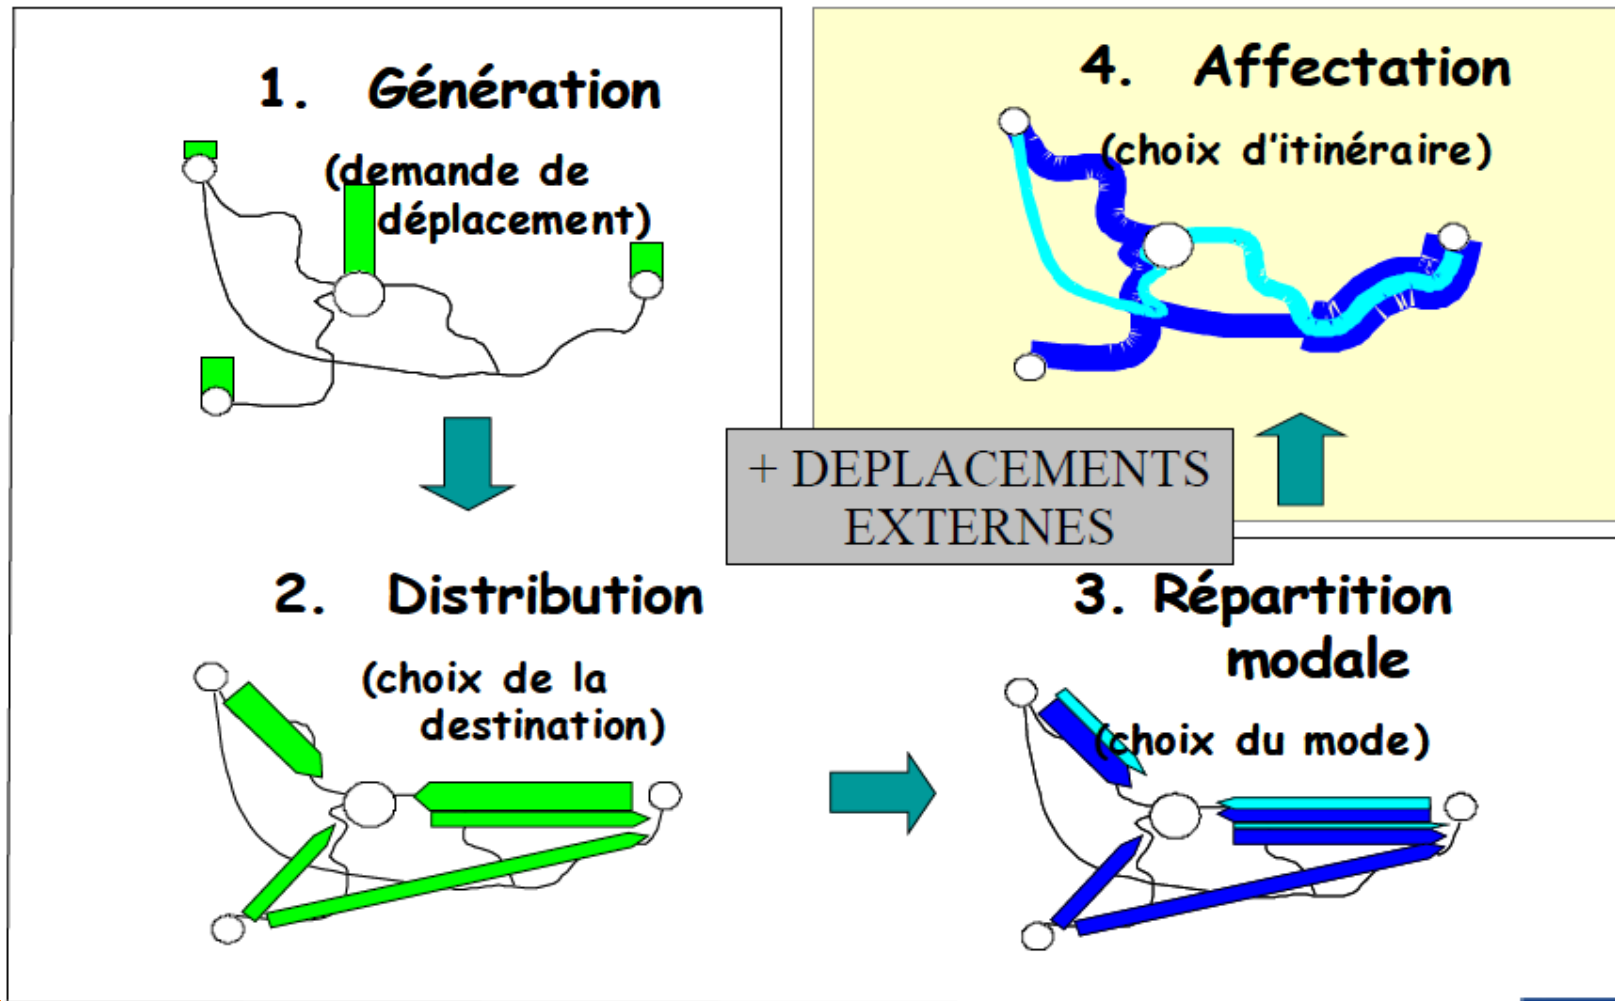 1. Génération
(demande de
déplacement)
2. Distribution
(choix de la
destination)
3. Répartition
modale
(choix du mode)
4. Affectation
(choix d'itinéraire)
+ DEPLACEMENTS
EXTERNES